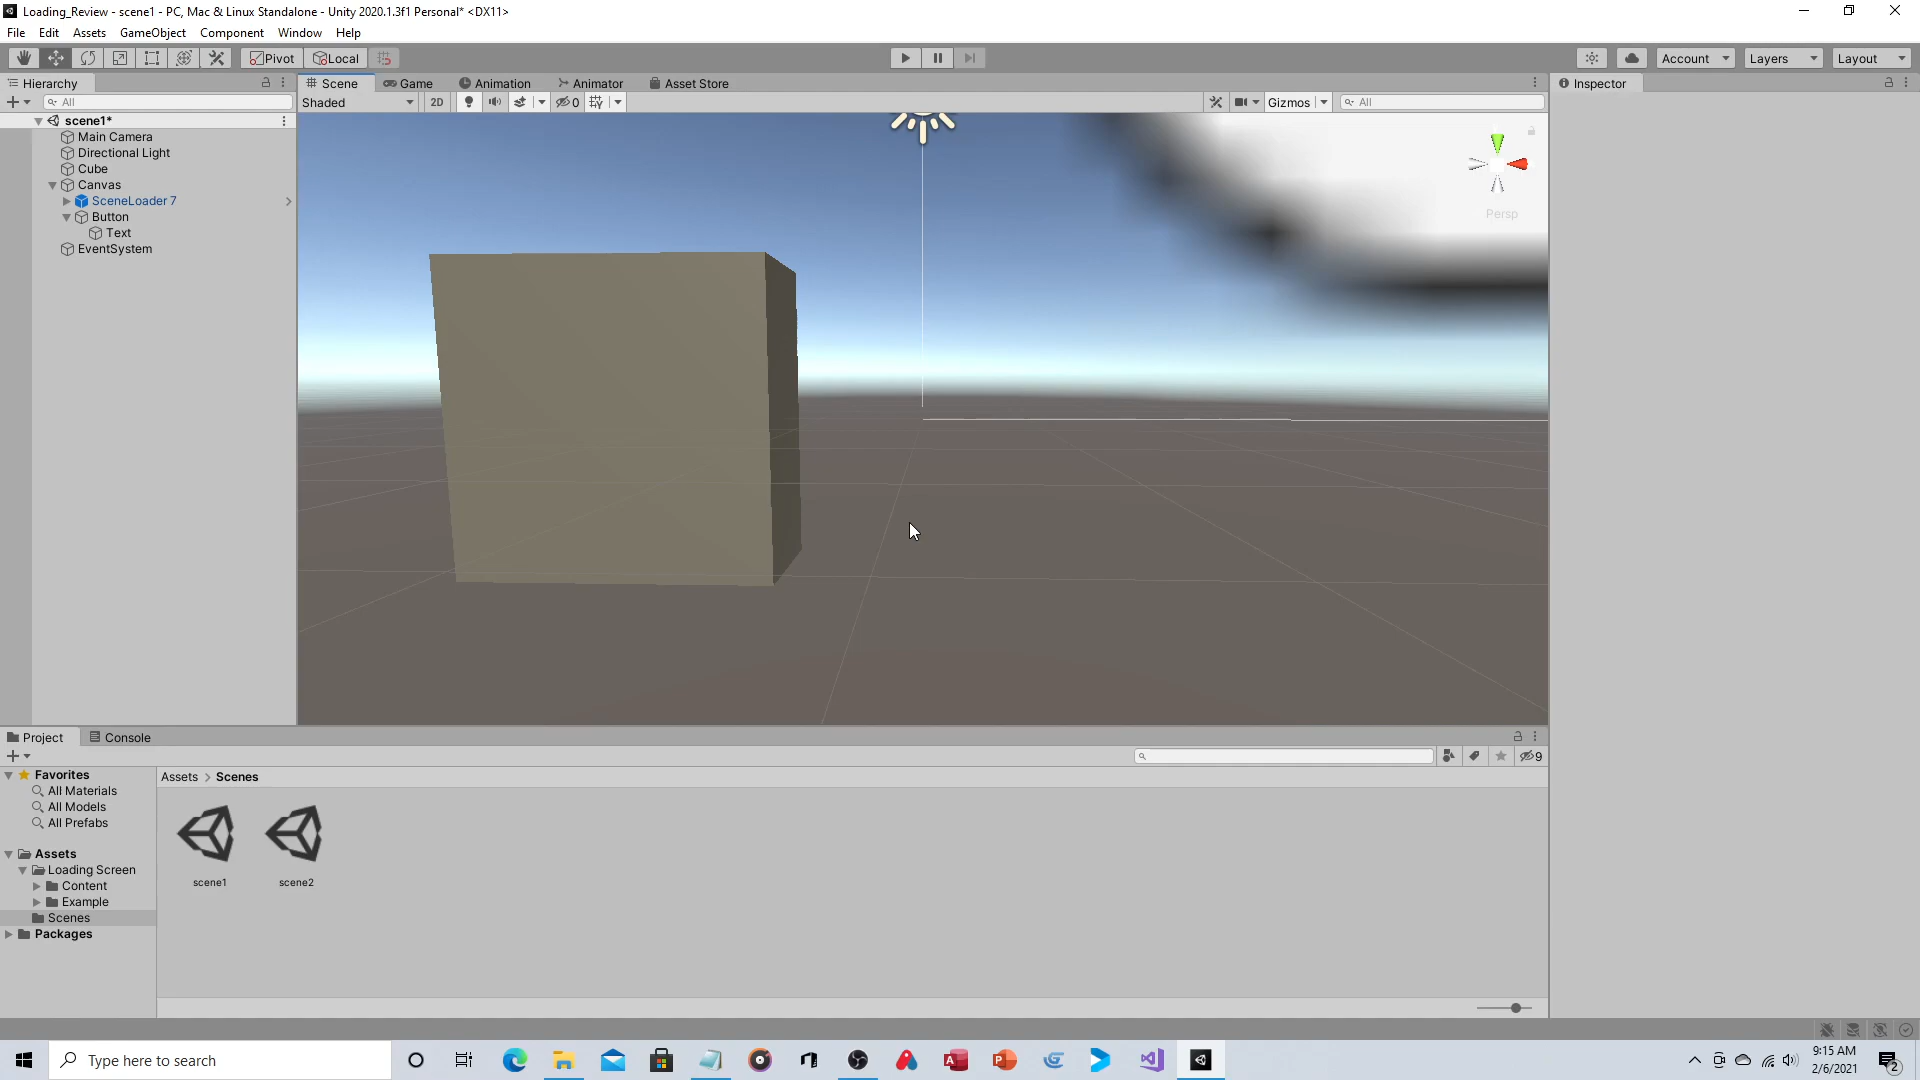 Loading_Review - scene1 - PC, Mac & Linux Standalone - Unity 2020.1.3f1 Personal* <DX11>
File Edit Assets GameObject Component Window Help
Pivot Local Account Layers Layout
Hierarchy Scene Game Animation Animator Asset Store Inspector
All Shaded 2D 0 Gizmos All
scene1*
Main Camera
Directional Light
Cube
Canvas
SceneLoader 7
Button
Text
EventSystem
Persp
Project Console
9
Favorites
All Materials
All Models
All Prefabs
Assets
Loading Screen
Content
Example
Scenes
Packages
Assets > Scenes
scene1 scene2
Type here to search
9:15 AM
2/6/2021
2